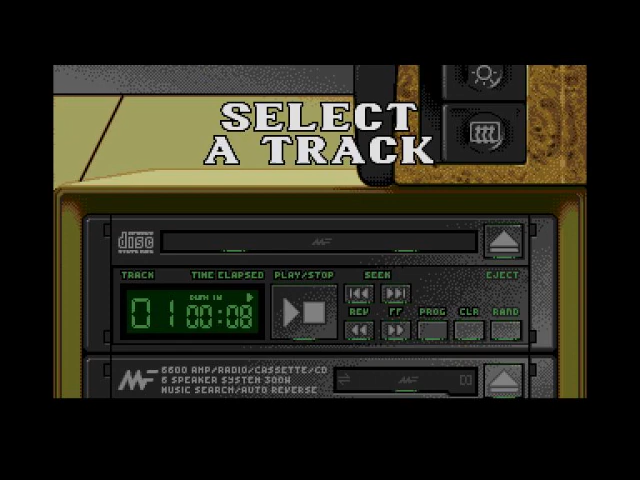 SELECT
A TRACK
disc
TRACK TIME ELAPSED PLAY/STOP SEEK EJECT
01 00:08
REV FF PROG CLR RAND
MF 6600 AMP/RADIO/CASSETTE/CD
6 SPEAKER SYSTEM 300W
MUSIC SEARCH/AUTO REVERSE